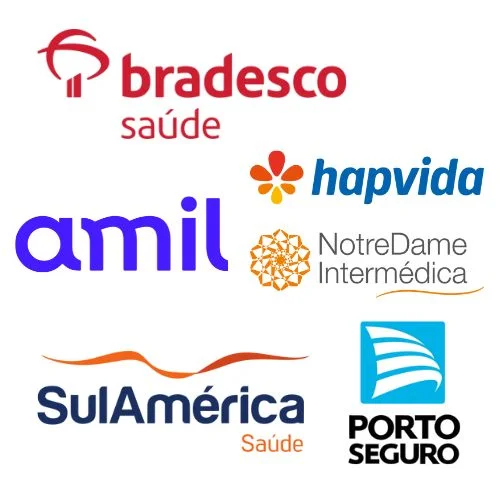 bradesco
saúde
hapvida
amil
NotreDame
Intermédica
SulAmérica
Saúde
PORTO
SEGURO